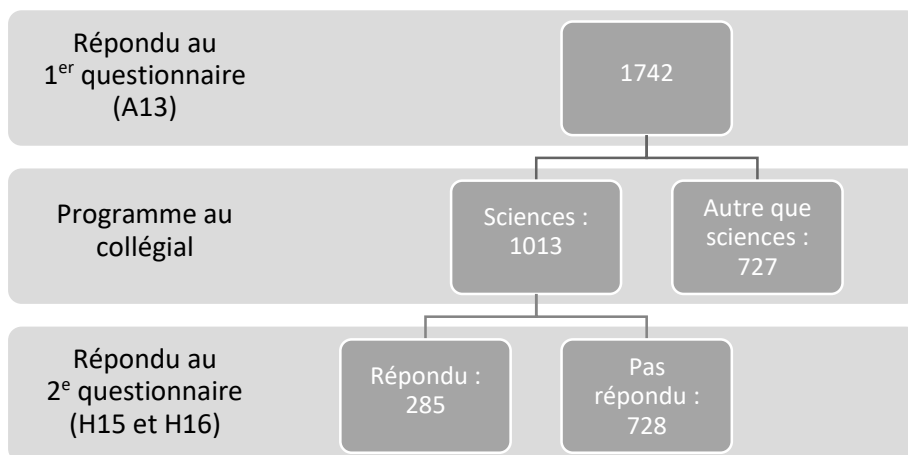 Répondu au
1er questionnaire
(A13)
1742
Programme au
collégial
Sciences :
1013
Autre que
sciences :
727
Répondu au
2e questionnaire
(H15 et H16)
Répondu :
285
Pas
répondu :
728